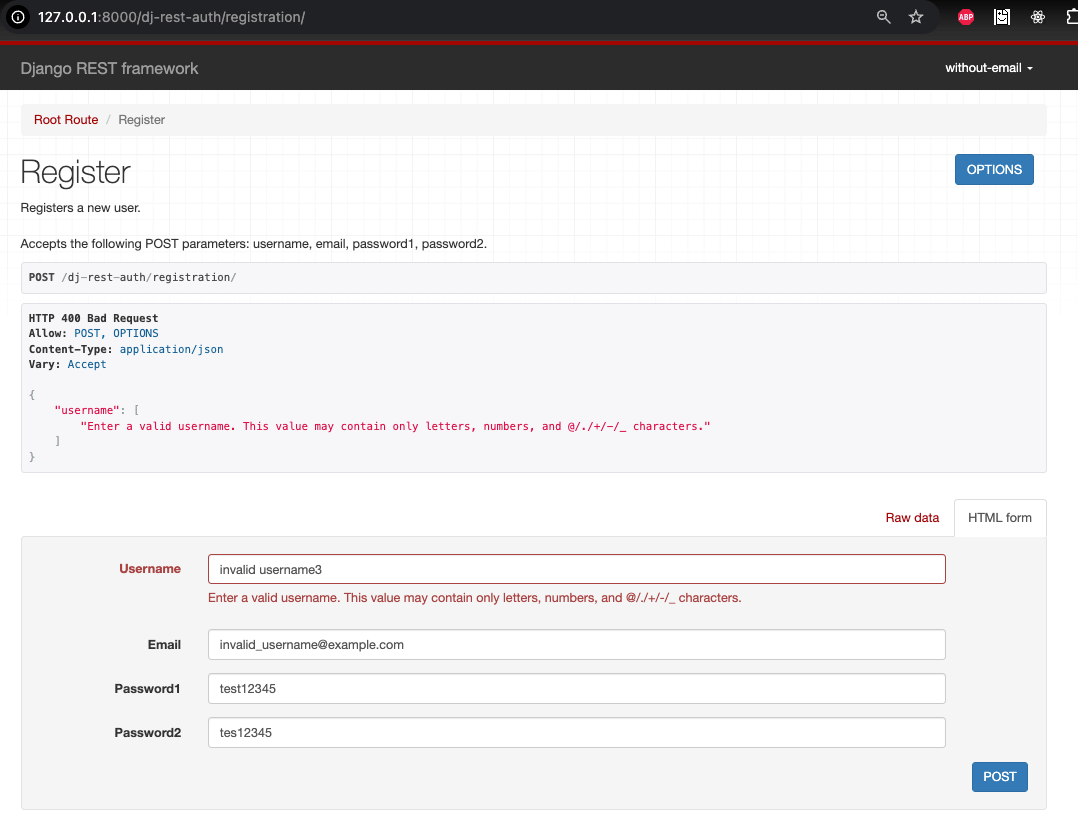 127.0.0.1:8000/dj-rest-auth/registration/
ABP
Django REST framework
without-email
Root Route / Register
Register
OPTIONS
Registers a new user.
Accepts the following POST parameters: username, email, password1, password2.
POST /dj-rest-auth/registration/
HTTP 400 Bad Request
Allow: POST, OPTIONS
Content-Type: application/json
Vary: Accept
{
    "username": [
        "Enter a valid username. This value may contain only letters, numbers, and @/./+/-/_ characters."
    ]
}
Raw data
HTML form
Username
invalid username3
Enter a valid username. This value may contain only letters, numbers, and @/./+/-/_ characters.
Email
invalid_username@example.com
Password1
test12345
Password2
tes12345
POST